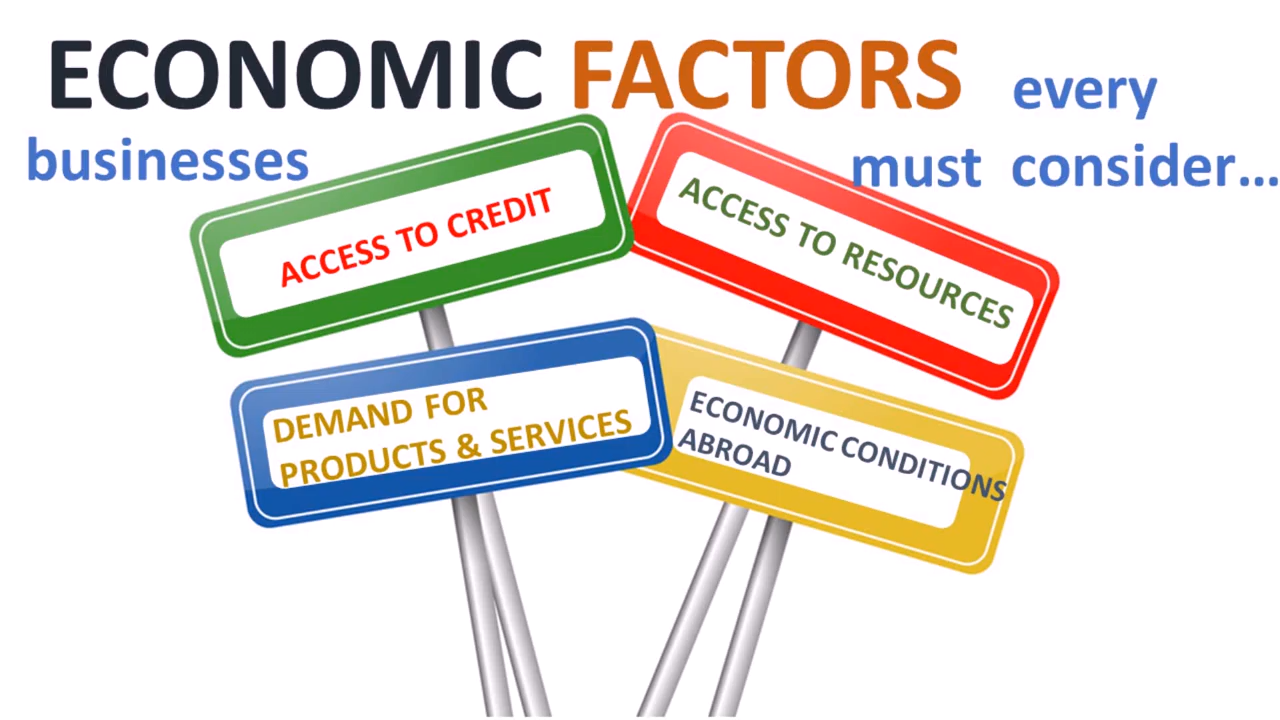 ECONOMIC FACTORS every
businesses must consider...
ACCESS TO CREDIT
ACCESS TO RESOURCES
DEMAND FOR
PRODUCTS & SERVICES
ECONOMIC CONDITIONS
ABROAD